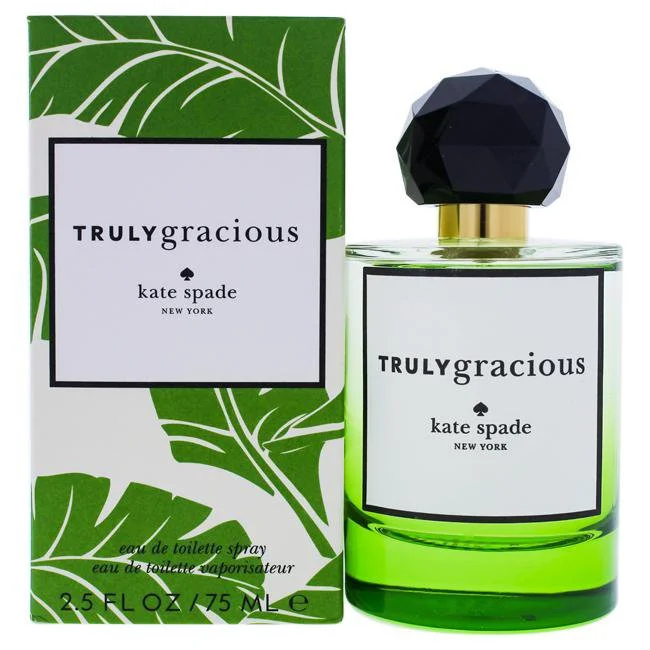 TRULYgracious
kate spade
NEW YORK
eau de toilette spray
eau de toilette vaporisateur
2.5 FL OZ / 75 ML ℮
TRULYgracious
kate spade
NEW YORK